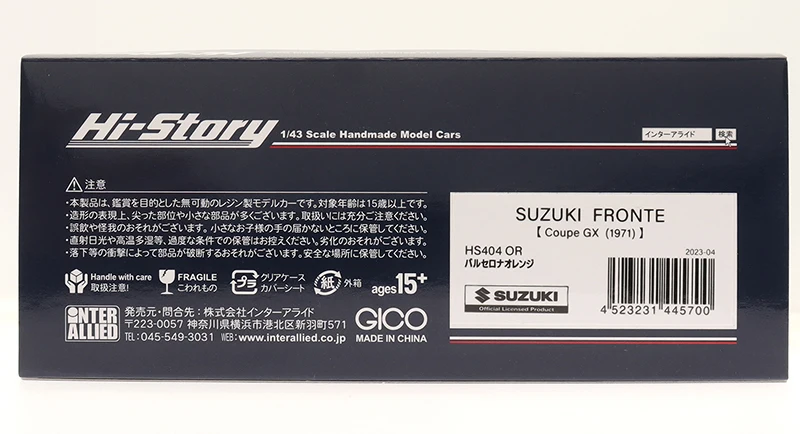 Hi-Story
1/43 Scale Handmade Model Cars
インターアライド 検索
⚠注意
・本製品は、鑑賞を目的とした無可動のレジン製モデルカーです。対象年齢は15歳以上です。
・造形の表現上、尖った部位や小さな部品が多くございます。取扱いには充分ご注意ください。
・誤飲や怪我のおそれがございます。小さなお子様の手の届かないところに保管してください。
・直射日光や高温多湿等、過度な条件での保管はお控えください。劣化のおそれがございます。
・落下等の衝撃によって部品が破断するおそれがございます。安全な場所に保管してください。
Handle with care
取扱注意!
FRAGILE
こわれもの
プラ
クリアケース
カバーシート
紙
外箱
ages15+
INTER
ALLIED
発売元・問合先:株式会社インターアライド
〒223-0057 神奈川県横浜市港北区新羽町571
TEL:045-549-3031 WEB:www.interallied.co.jp
GICO
MADE IN CHINA
SUZUKI FRONTE
【 Coupe GX (1971) 】
HS404 OR
バルセロナオレンジ
2023-04
SUZUKI
Official Licensed Product
4 523231 445700